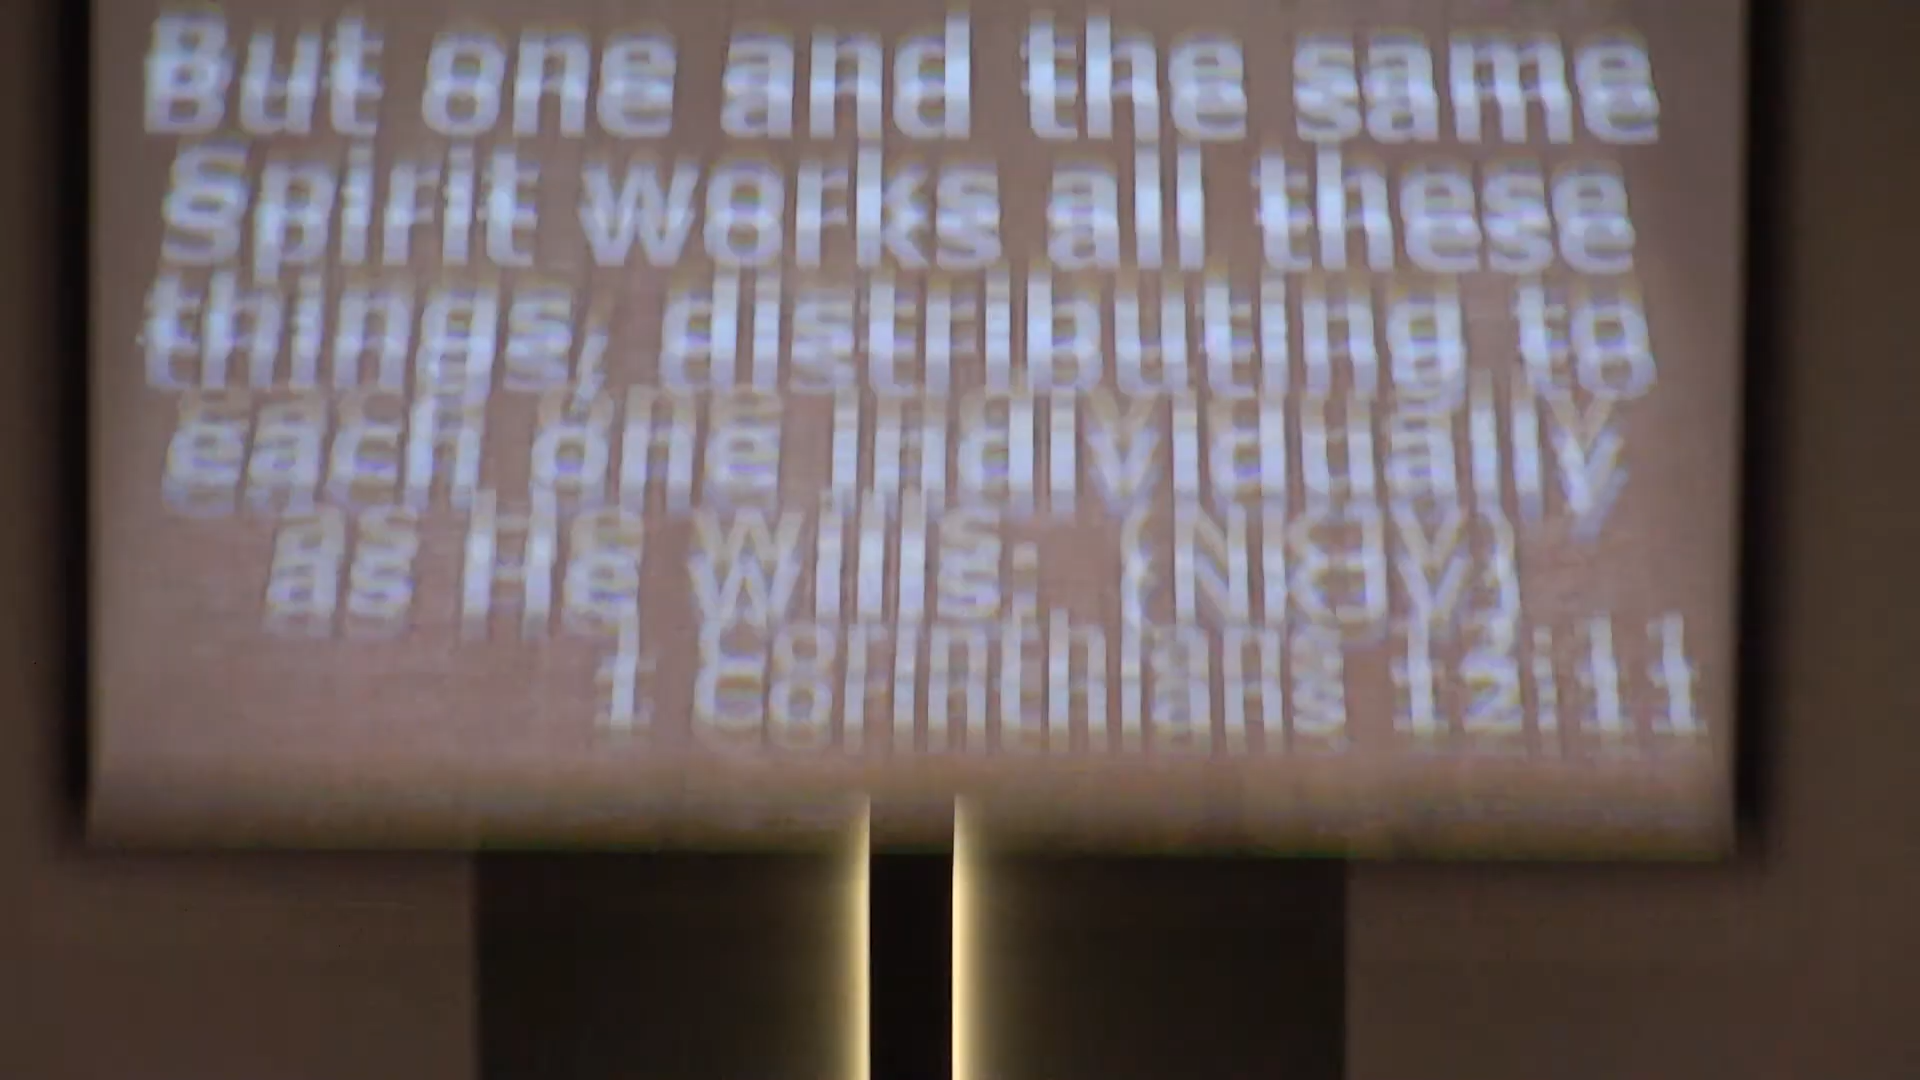 But one and the same
Spirit works all these
things, distributing to
each one individually
as He wills. (NKJV)
1 Corinthians 12:11